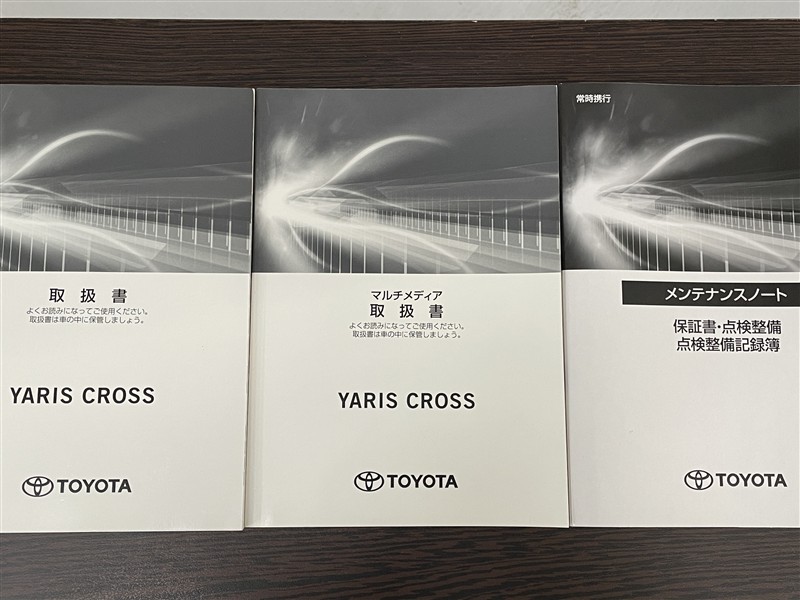 取扱書
よくお読みになってご使用ください。
取扱書は車の中に保管しましょう。
YARIS CROSS
TOYOTA
マルチメディア
取扱書
よくお読みになってご使用ください。
取扱書は車の中に保管しましょう。
YARIS CROSS
TOYOTA
常時携行
メンテナンスノート
保証書・点検整備
点検整備記録簿
TOYOTA